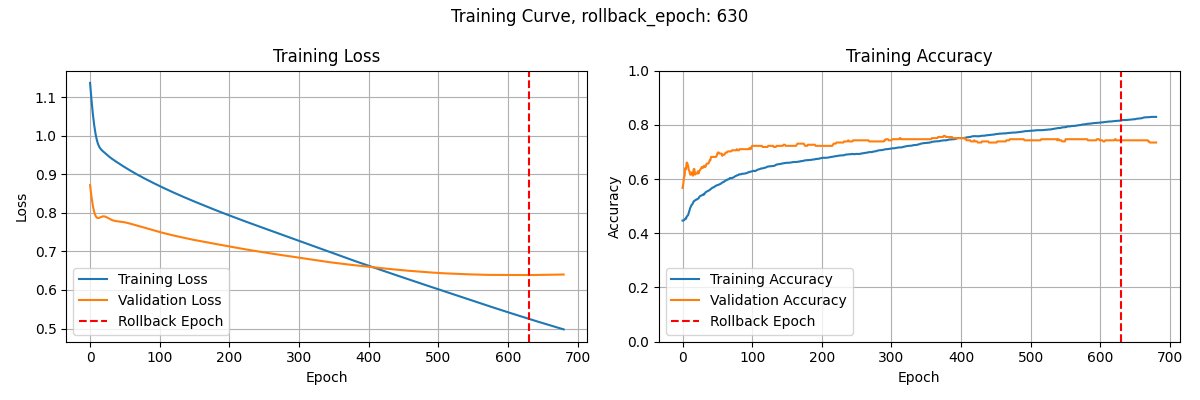 Training Curve, rollback_epoch: 630
Training Loss
1.1
1.0
0.9
0.8
0.7
0.6
0.5
Loss
Training Loss
Validation Loss
Rollback Epoch
0 100 200 300 400 500 600 700
Epoch
Training Accuracy
1.0
0.8
0.6
0.4
0.2
0.0
Accuracy
Training Accuracy
Validation Accuracy
Rollback Epoch
0 100 200 300 400 500 600 700
Epoch